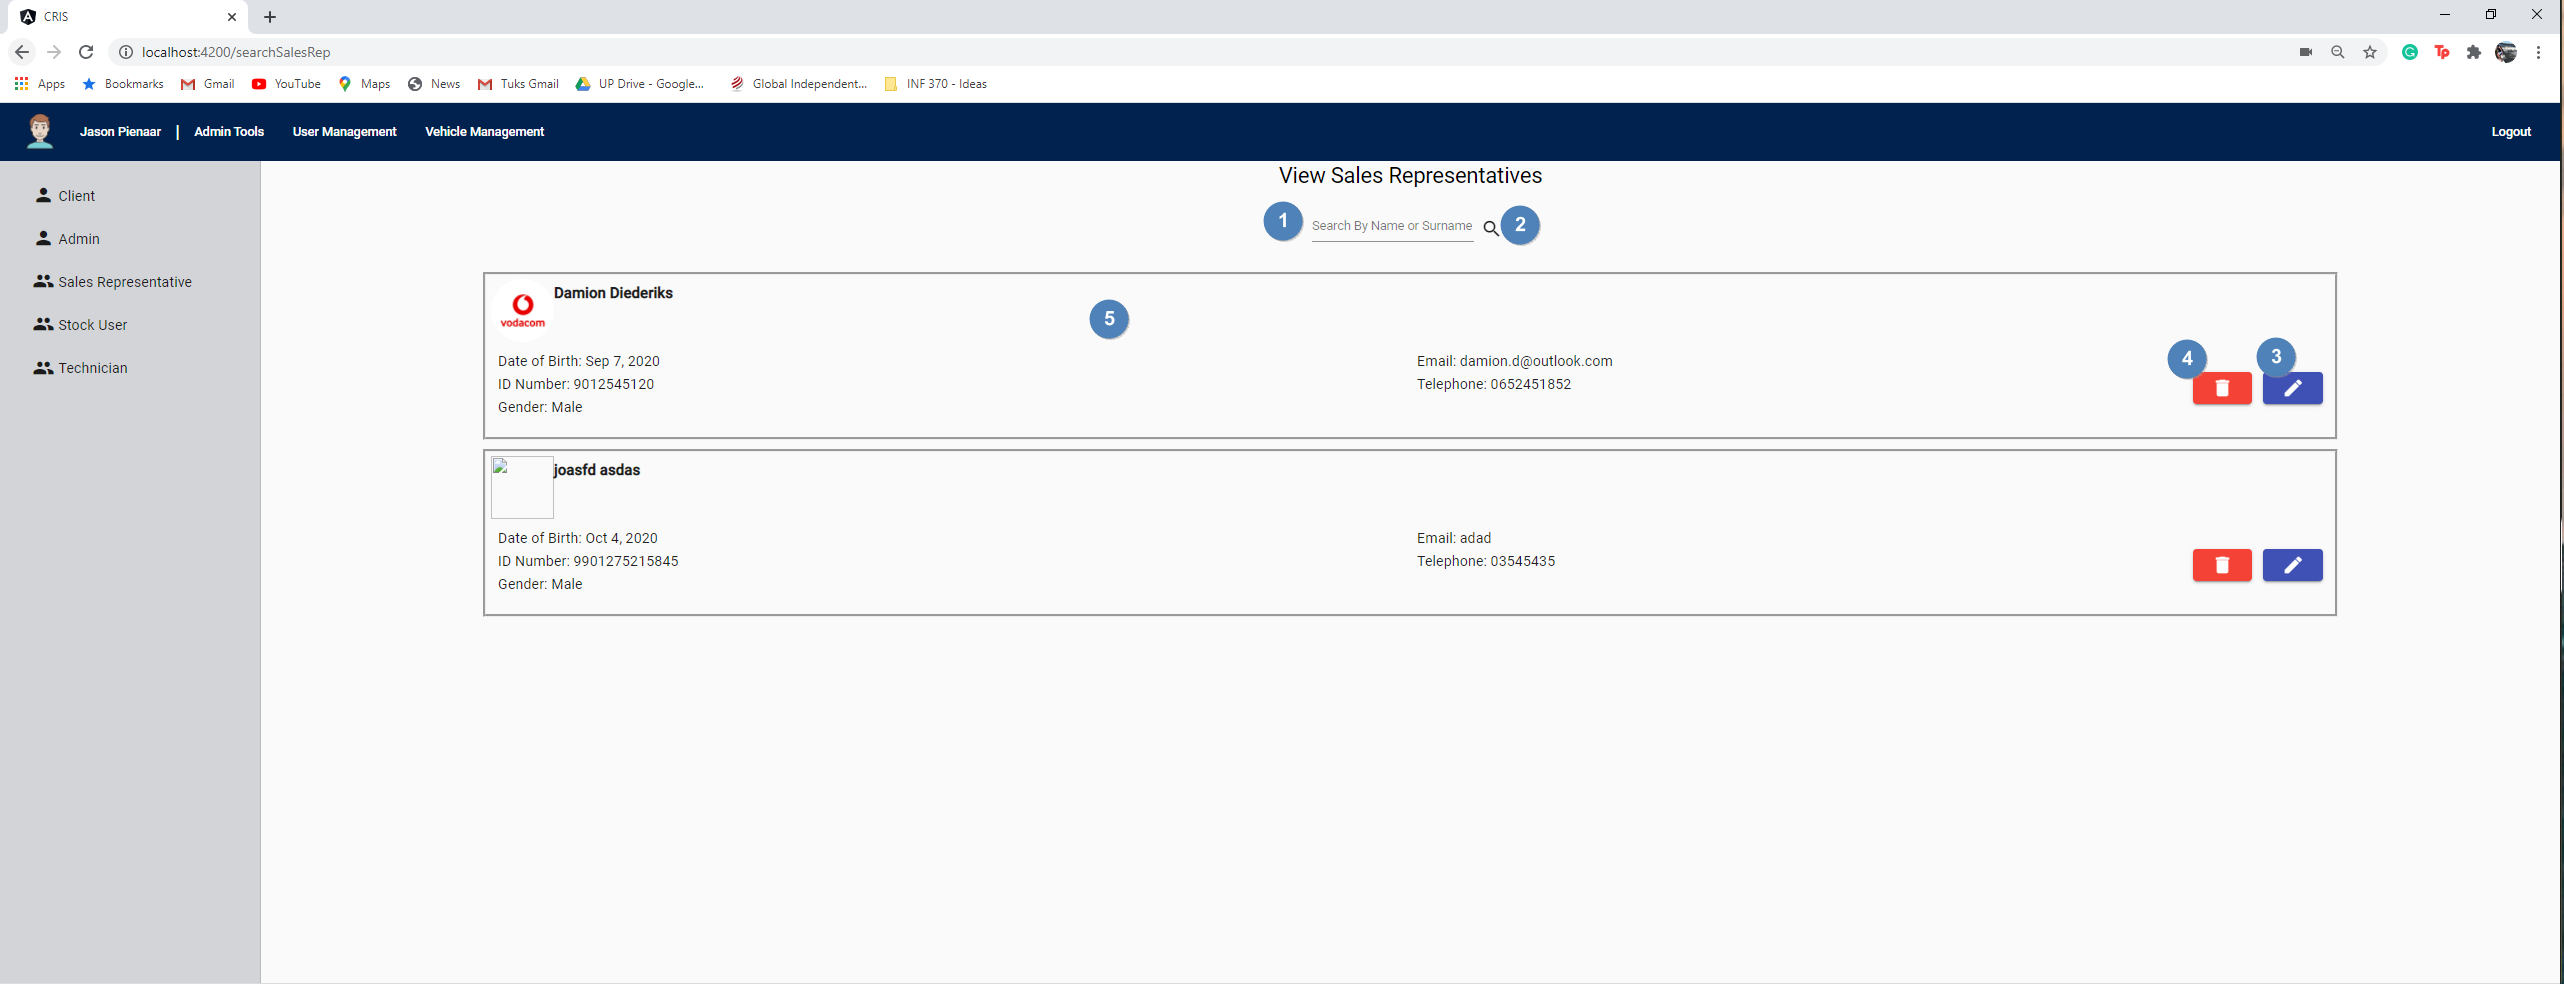 CRIS
localhost:4200/searchSalesRep
Apps Bookmarks Gmail YouTube Maps News Tuks Gmail UP Drive - Google... Global Independent... INF 370 - Ideas
Jason Pienaar | Admin Tools User Management Vehicle Management Logout
Client
Admin
Sales Representative
Stock User
Technician
View Sales Representatives
1 Search By Name or Surname 2
Damion Diederiks
vodacom
5
Date of Birth: Sep 7, 2020 Email: damion.d@outlook.com
4 3
ID Number: 9012545120 Telephone: 0652451852
Gender: Male
joasfd asdas
Date of Birth: Oct 4, 2020 Email: adad
ID Number: 9901275215845 Telephone: 03545435
Gender: Male